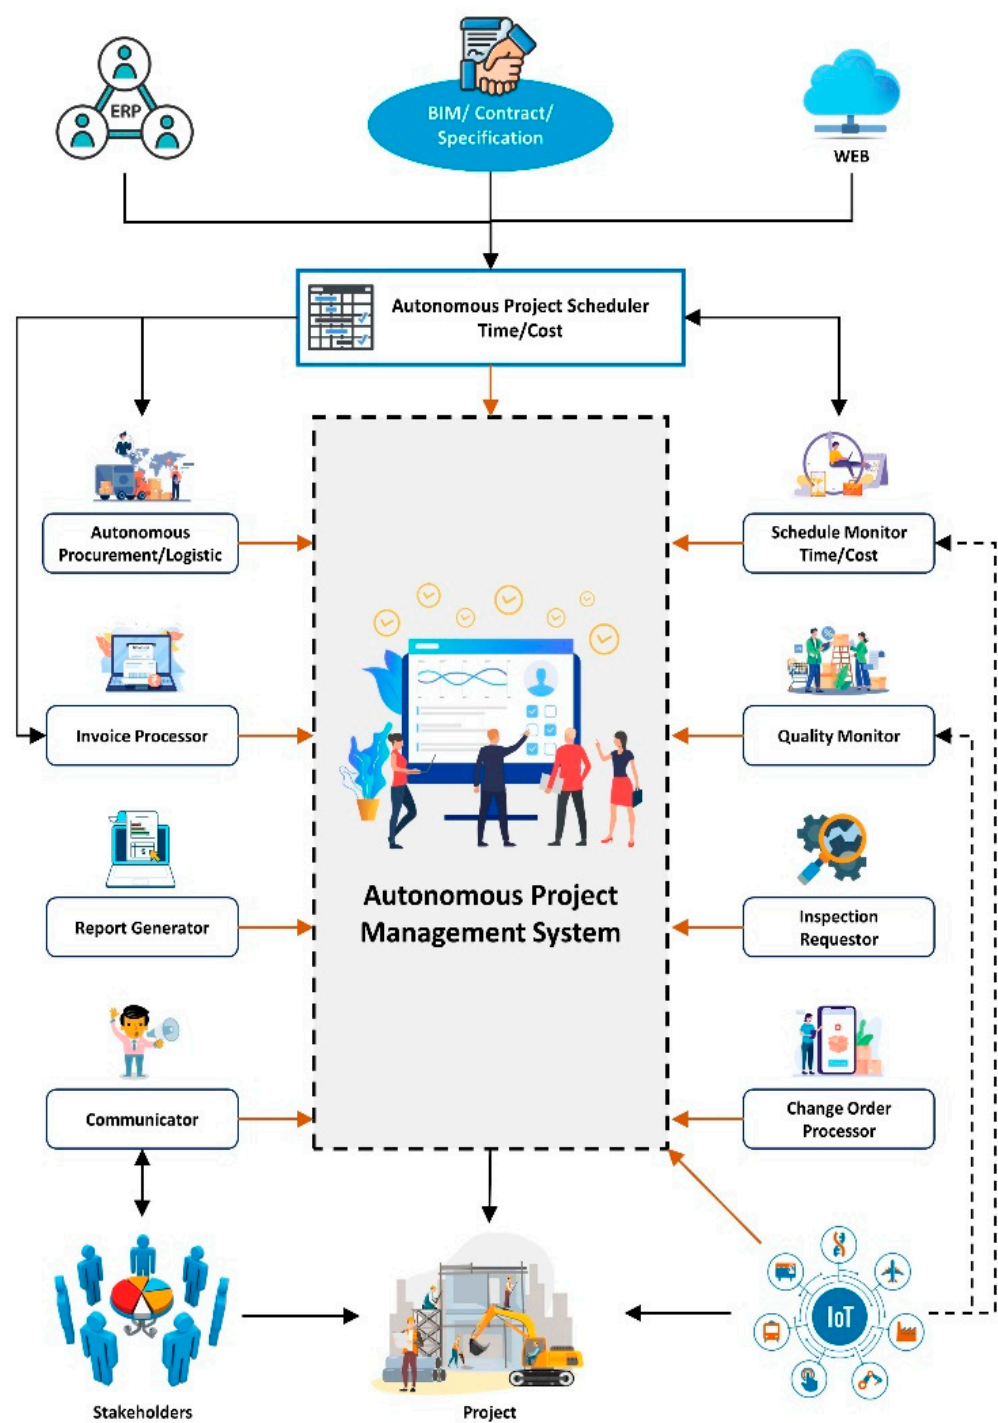 ERP
BIM/ Contract/
Specification
WEB
Autonomous Project Scheduler
Time/Cost
Autonomous
Procurement/Logistic
Schedule Monitor
Time/Cost
Invoice Processor
Quality Monitor
Autonomous Project
Management System
Report Generator
Inspection
Requestor
Communicator
Change Order
Processor
IoT
Stakeholders
Project